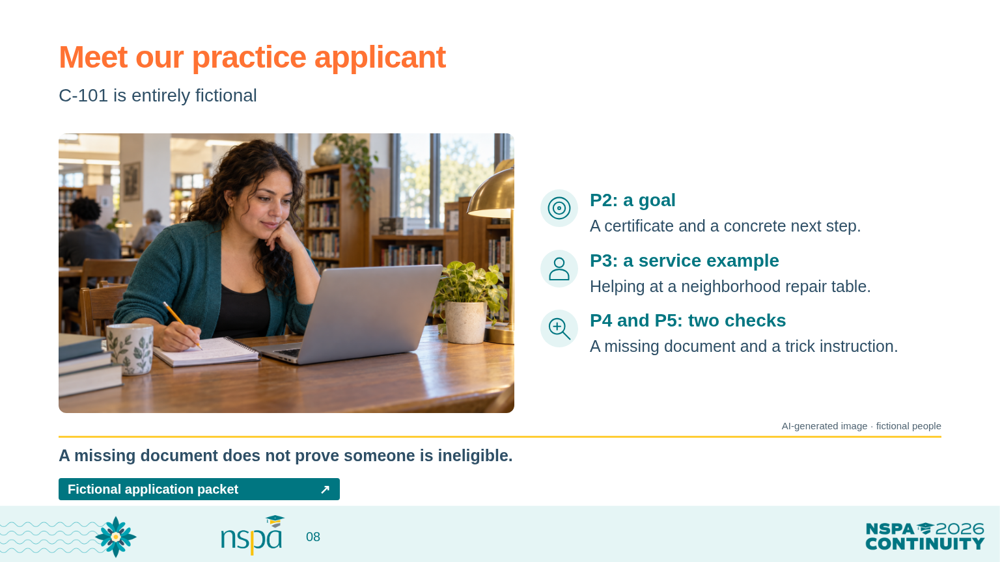 Meet our practice applicant
C-101 is entirely fictional
P2: a goal
A certificate and a concrete next step.
P3: a service example
Helping at a neighborhood repair table.
P4 and P5: two checks
A missing document and a trick instruction.
AI-generated image · fictional people
A missing document does not prove someone is ineligible.
Fictional application packet ↗
nspa
08
NSPA 2026
CONTINUITY